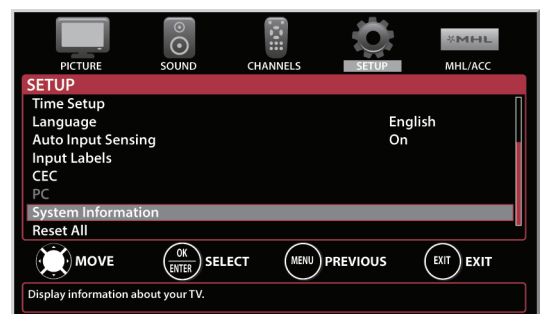 MHL
PICTURE SOUND CHANNELS SETUP MHL/ACC
SETUP
Time Setup
Language English
Auto Input Sensing On
Input Labels
CEC
PC
System Information
Reset All
MOVE OK ENTER SELECT MENU PREVIOUS EXIT EXIT
Display information about your TV.